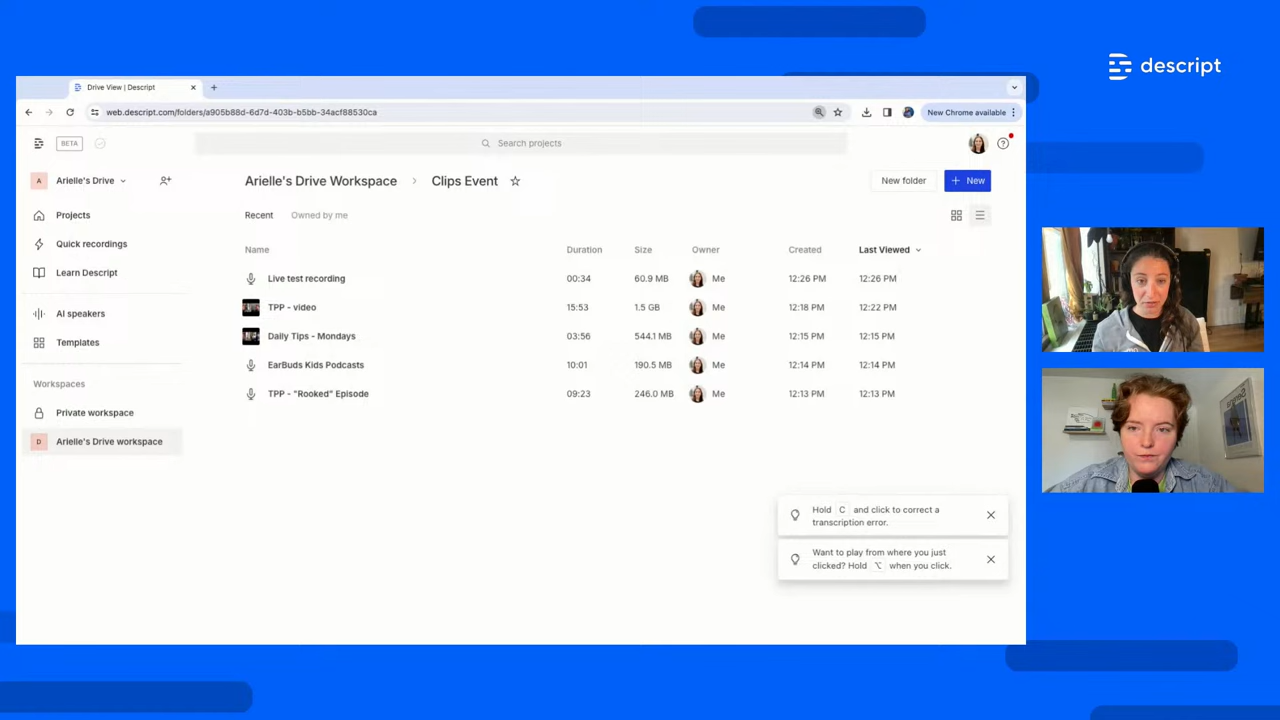 descript
Drive View | Descript
web.descript.com/folders/a905b88d-6d7d-403b-b5bb-34acf88530ca
New Chrome available
BETA
Search projects
A Arielle's Drive
Arielle's Drive Workspace > Clips Event
New folder
+ New
Projects
Quick recordings
Learn Descript
AI speakers
Templates
Workspaces
Private workspace
D Arielle's Drive workspace
Recent Owned by me
Name Duration Size Owner Created Last Viewed
Live test recording 00:34 60.9 MB Me 12:26 PM 12:26 PM
TPP - video 15:53 1.5 GB Me 12:18 PM 12:22 PM
Daily Tips - Mondays 03:56 544.1 MB Me 12:15 PM 12:15 PM
EarBuds Kids Podcasts 10:01 190.5 MB Me 12:14 PM 12:14 PM
TPP - "Rooked" Episode 09:23 246.0 MB Me 12:13 PM 12:13 PM
Hold C and click to correct a
transcription error.
Want to play from where you just
clicked? Hold ⌥ when you click.